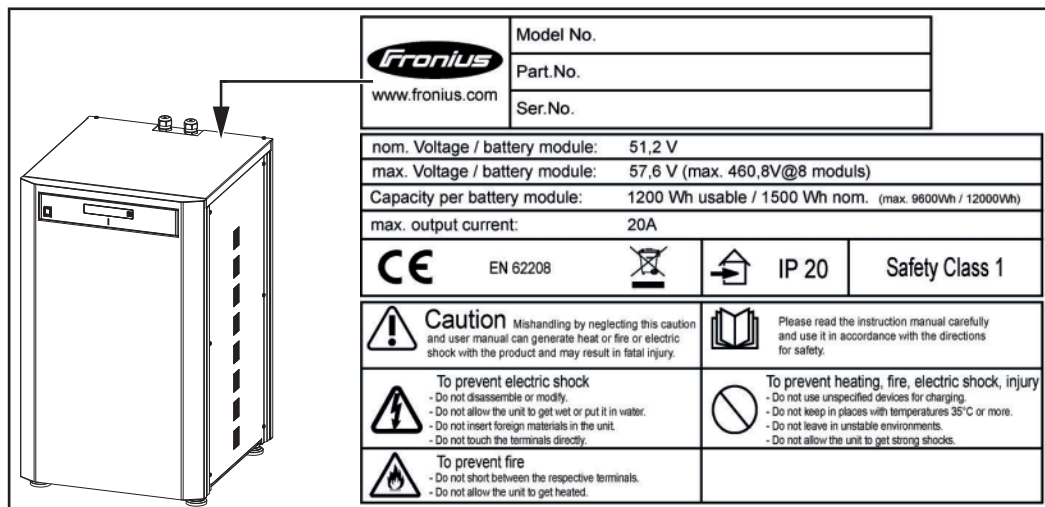 Fronius
www.fronius.com
Model No.
Part.No.
Ser.No.
nom. Voltage / battery module: 51,2 V
max. Voltage / battery module: 57,6 V (max. 460,8V@8 moduls)
Capacity per battery module: 1200 Wh usable / 1500 Wh nom. (max. 9600Wh / 12000Wh)
max. output current: 20A
CE EN 62208 IP 20 Safety Class 1
Caution Mishandling by neglecting this caution
and user manual can generate heat or fire or electric
shock with the product and may result in fatal injury.
Please read the instruction manual carefully
and use it in accordance with the directions
for safety.
To prevent electric shock
- Do not disassemble or modify.
- Do not allow the unit to get wet or put it in water.
- Do not insert foreign materials in the unit.
- Do not touch the terminals directly.
To prevent heating, fire, electric shock, injury
- Do not use unspecified devices for charging.
- Do not keep in places with temperatures 35°C or more.
- Do not leave in unstable environments.
- Do not allow the unit to get strong shocks.
To prevent fire
- Do not short between the respective terminals.
- Do not allow the unit to get heated.